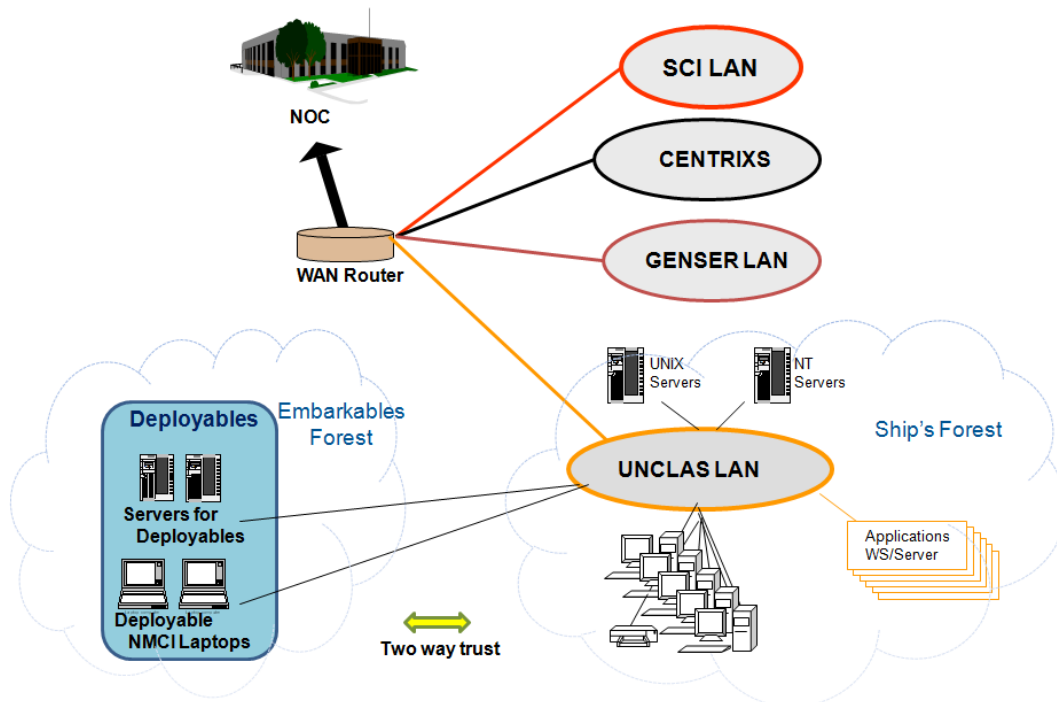 NOC
WAN Router
SCI LAN
CENTRIXS
GENSER LAN
UNIX
Servers
NT
Servers
Ship's Forest
UNCLAS LAN
Applications
WS/Server
Embarkables
Forest
Deployables
Servers for
Deployables
Deployable
NMCI Laptops
Two way trust